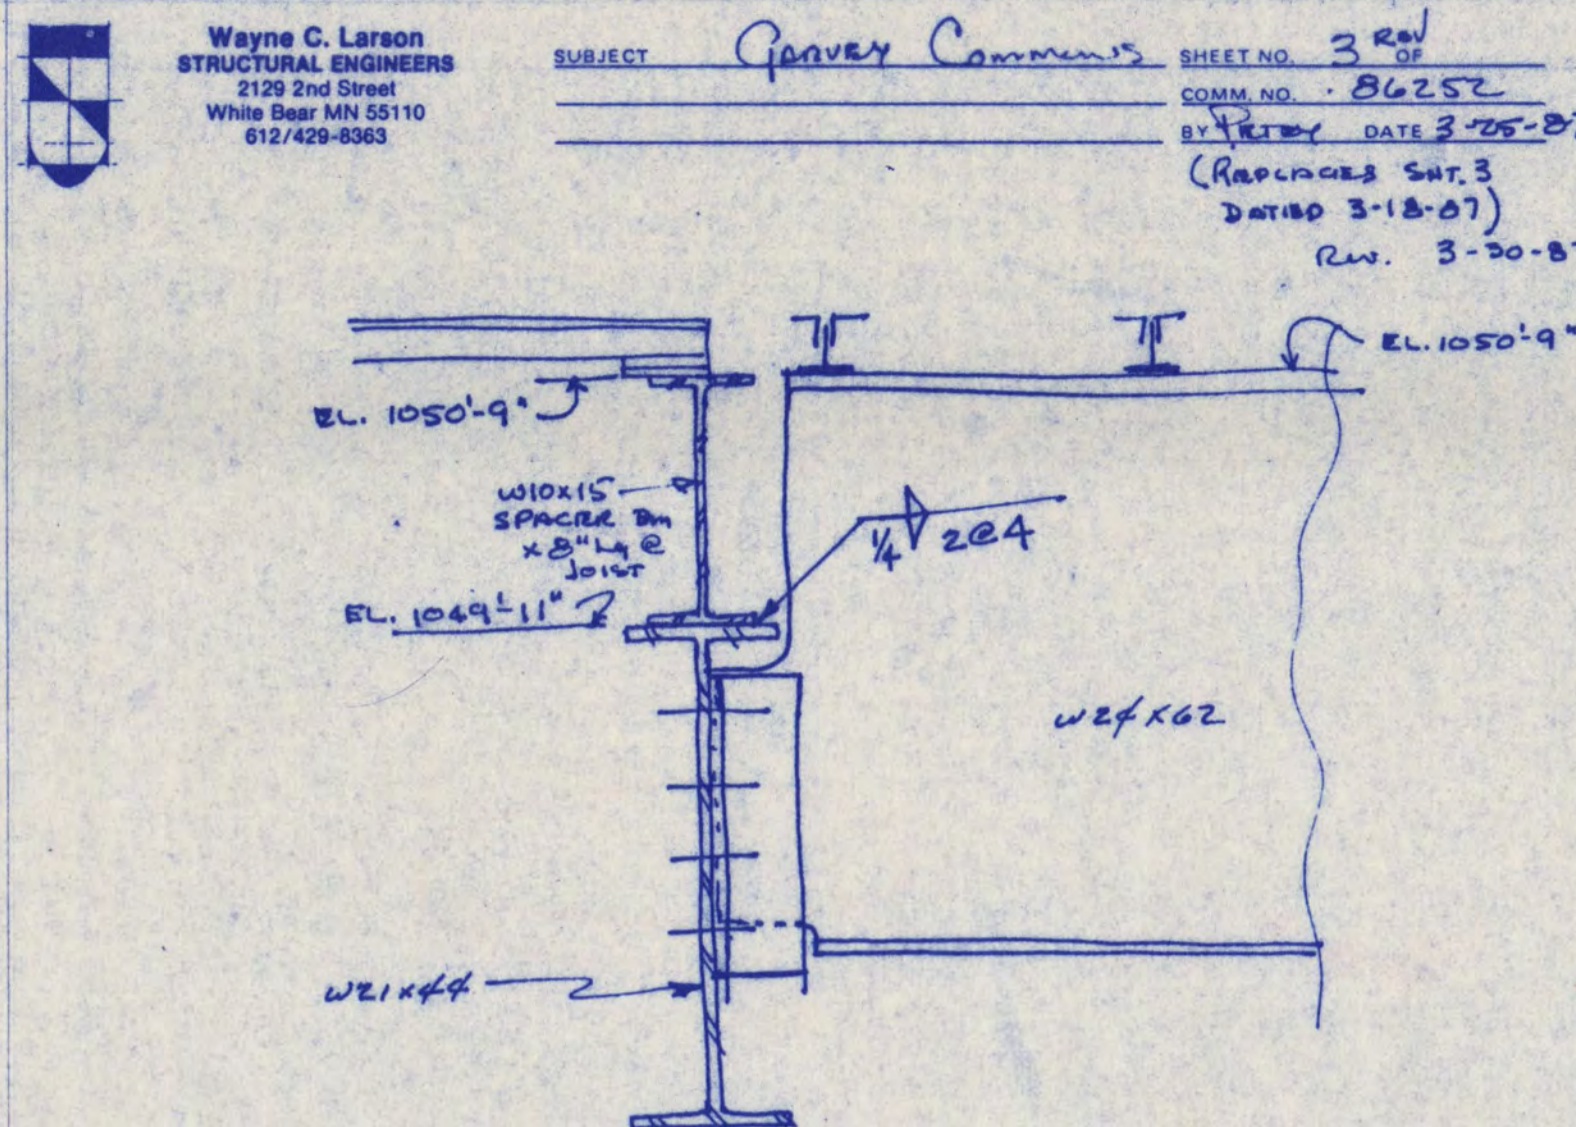 Wayne C. Larson
STRUCTURAL ENGINEERS
2129 2nd Street
White Bear MN 55110
612/429-8363
SUBJECT GARVEY Commons
SHEET NO. 3 REV OF
COMM. NO. 86252
BY DATE 3-25-87
(REPLACES SHT. 3
DATED 3-18-87)
REV. 3-30-8
EL. 1050'-9"
EL. 1050'-9"
W10x15
SPACER BM
x 8" LG @
JOIST
1/4 2@4
EL. 1049'-11"
W24x62
W21x44